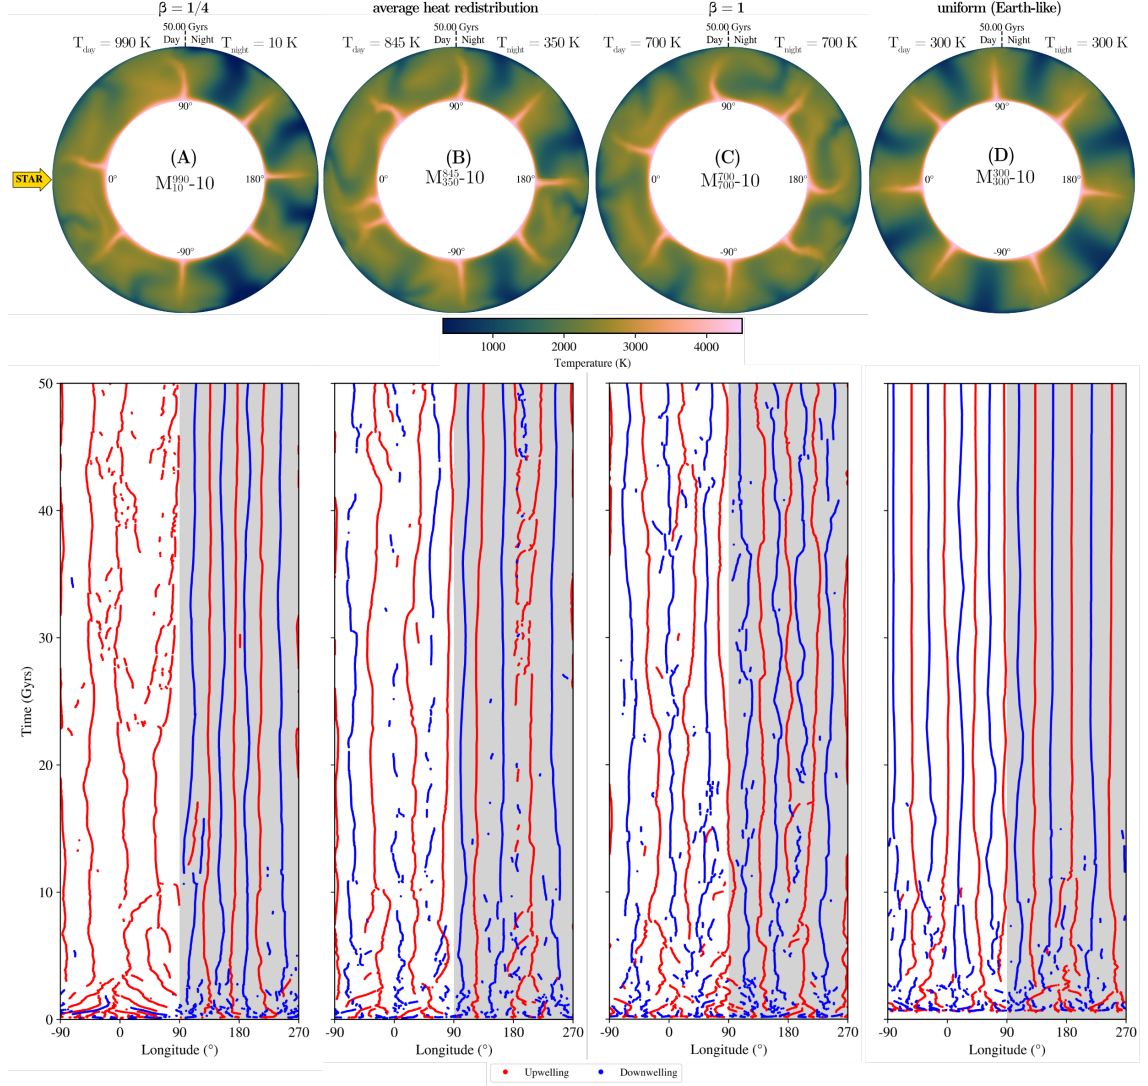 β = 1/4
average heat redistribution
β = 1
uniform (Earth-like)
50.00 Gyrs
T_day = 990 K Day Night T_night = 10 K
50.00 Gyrs
T_day = 845 K Day Night T_night = 350 K
50.00 Gyrs
T_day = 700 K Day Night T_night = 700 K
50.00 Gyrs
T_day = 300 K Day Night T_night = 300 K
90°
(A)
STAR
0°
M^990_10-10
180°
-90°
90°
(B)
0°
M^845_350-10
180°
-90°
90°
(C)
0°
M^700_700-10
180°
-90°
90°
(D)
0°
M^300_300-10
180°
-90°
1000 2000 3000 4000
Temperature (K)
50
40
30
20
10
0
Time (Gyrs)
-90 0 90 180 270
-90 0 90 180 270
-90 0 90 180 270
-90 0 90 180 270
Longitude (°)
Longitude (°)
Longitude (°)
Longitude (°)
Upwelling Downwelling